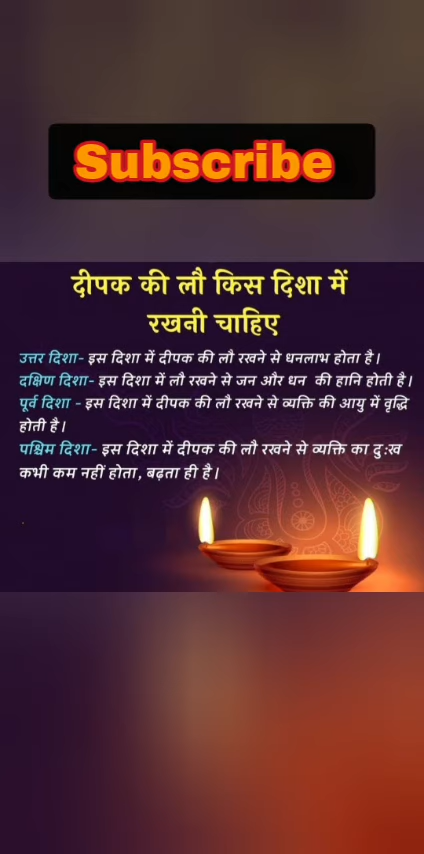 Subscribe
दीपक की लौ किस दिशा में
रखनी चाहिए
उत्तर दिशा- इस दिशा में दीपक की लौ रखने से धनलाभ होता है।
दक्षिण दिशा- इस दिशा में लौ रखने से जन और धन की हानि होती है।
पूर्व दिशा - इस दिशा में दीपक की लौ रखने से व्यक्ति की आयु में वृद्धि
होती है।
पश्चिम दिशा- इस दिशा में दीपक की लौ रखने से व्यक्ति का दु:ख
कभी कम नहीं होता, बढ़ता ही है।